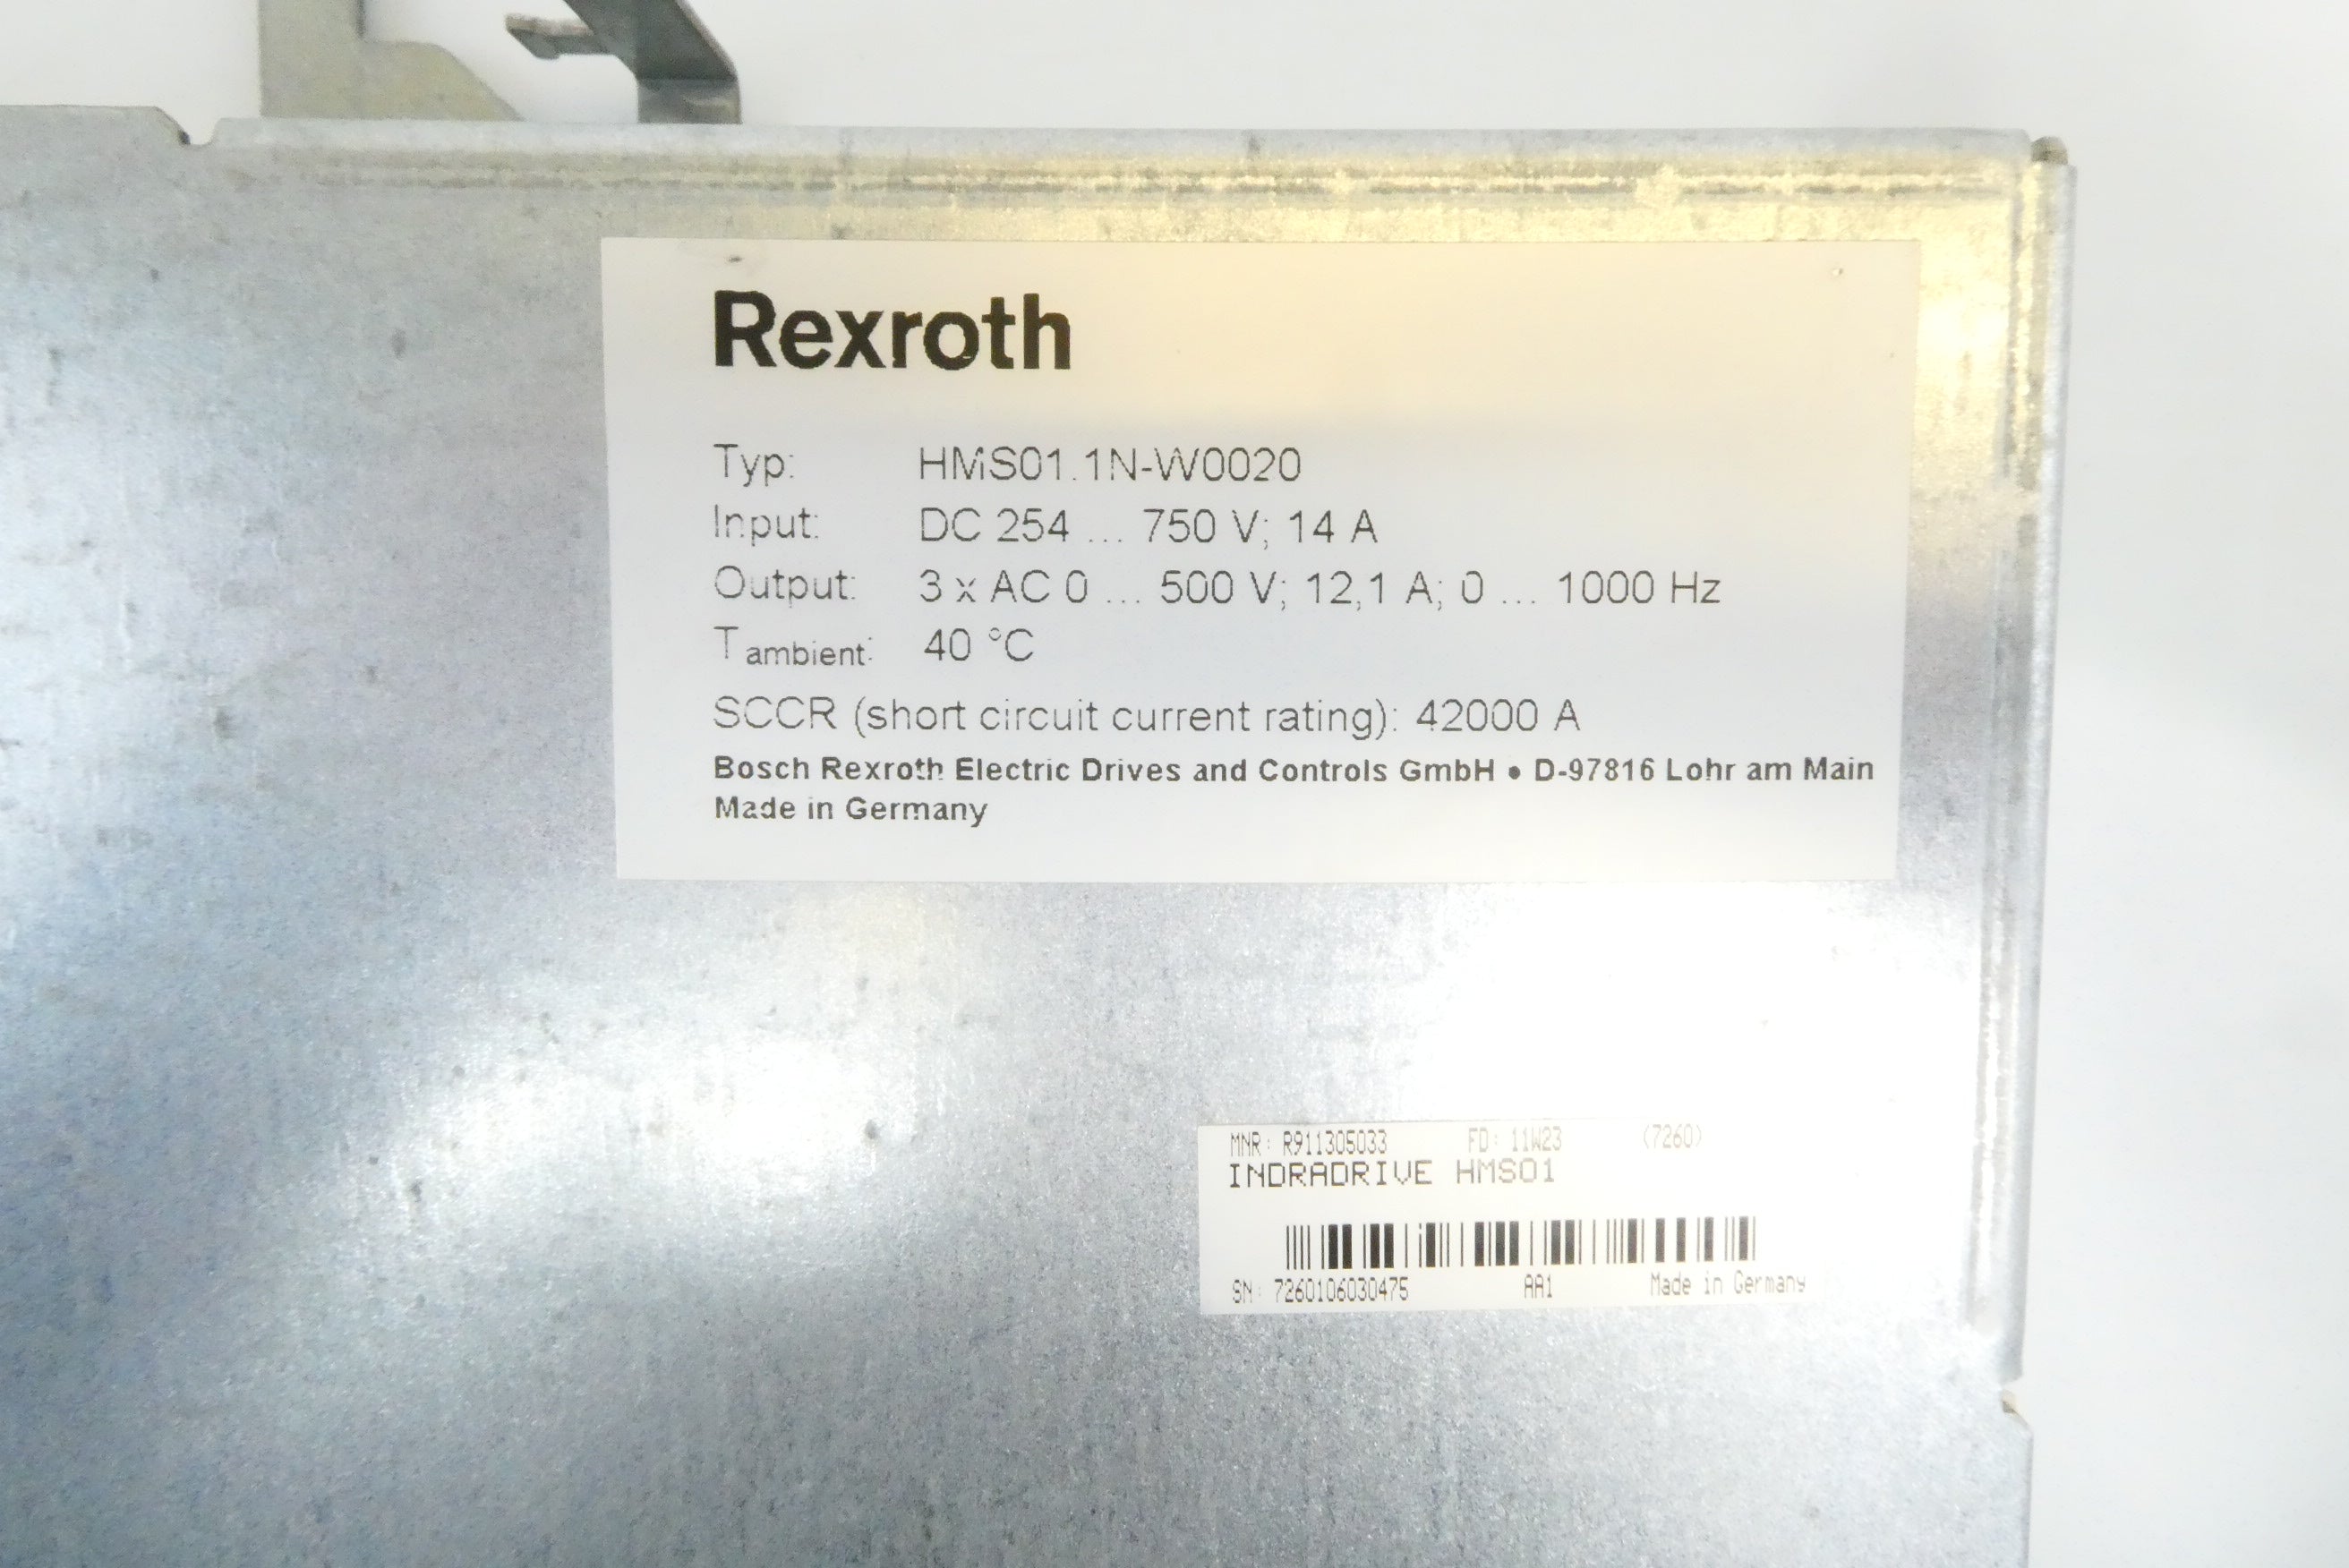 Rexroth
Typ: HMS01.1N-W0020
Input: DC 254 ... 750 V; 14 A
Output: 3 x AC 0 ... 500 V; 12,1 A; 0 ... 1000 Hz
T ambient: 40 °C
SCCR (short circuit current rating): 42000 A
Bosch Rexroth Electric Drives and Controls GmbH • D-97816 Lohr am Main
Made in Germany
MNR: R911305033 FD: 11W23 (7260)
INDRADRIVE HMS01
SN: 7260106030475 AA1 Made in Germany